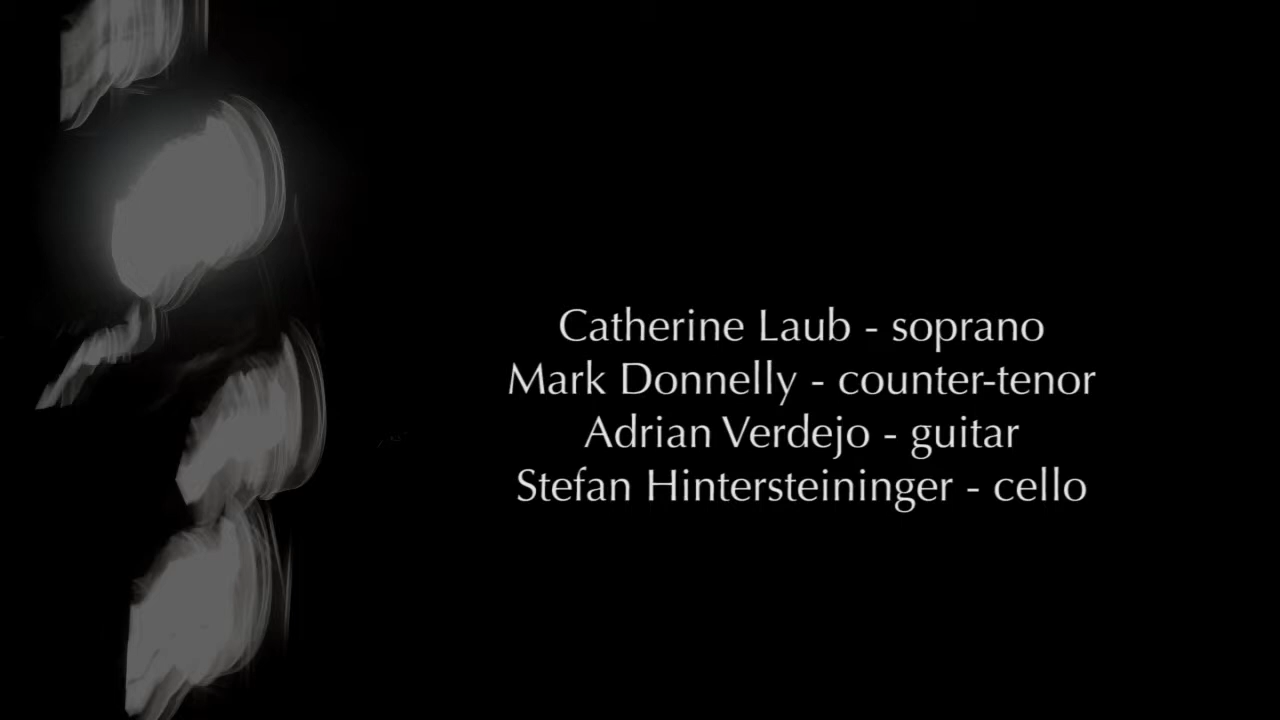 Catherine Laub - soprano
Mark Donnelly - counter-tenor
Adrian Verdejo - guitar
Stefan Hintersteininger - cello